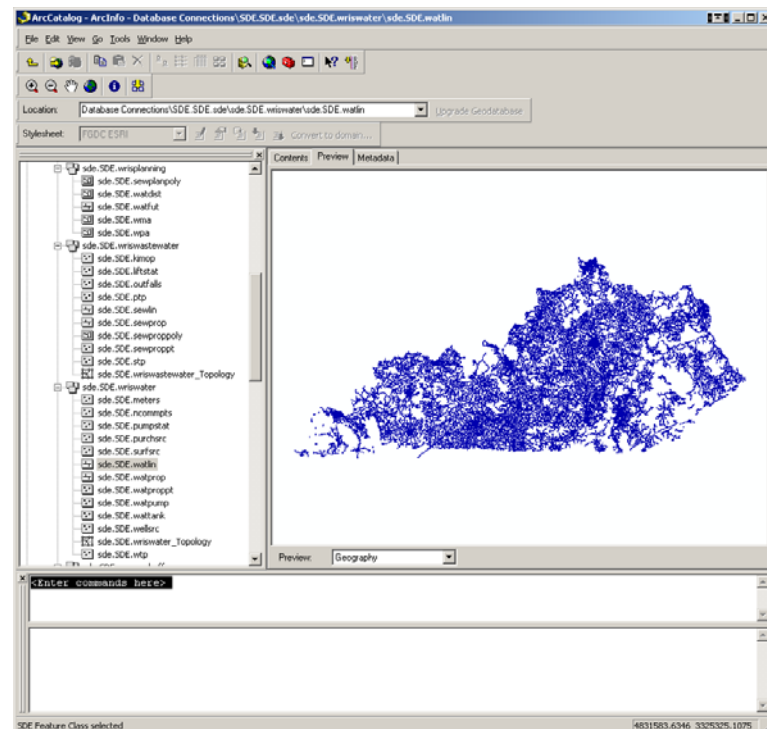 ArcCatalog - ArcInfo - Database Connections\SDE.SDE.sde\sde.SDE.wriswater\sde.SDE.watlin
File Edit View Go Tools Window Help
Location: Database Connections\SDE.SDE.sde\sde.SDE.wriswater\sde.SDE.watlin Upgrade Geodatabase
Stylesheet: FGDC ESRI Convert to domain...
Contents Preview Metadata
sde.SDE.wrisplanning
sde.SDE.sewplanpoly
sde.SDE.watdist
sde.SDE.watfut
sde.SDE.wma
sde.SDE.wpa
sde.SDE.wriswastewater
sde.SDE.kimop
sde.SDE.liftstat
sde.SDE.outfalls
sde.SDE.ptp
sde.SDE.sewlin
sde.SDE.sewprop
sde.SDE.sewproppoly
sde.SDE.sewproppt
sde.SDE.stp
sde.SDE.wriswastewater_Topology
sde.SDE.wriswater
sde.SDE.meters
sde.SDE.ncommpts
sde.SDE.pumpstat
sde.SDE.purchsrc
sde.SDE.surfsrc
sde.SDE.watlin
sde.SDE.watprop
sde.SDE.watproppt
sde.SDE.watpump
sde.SDE.wattank
sde.SDE.wellsrc
sde.SDE.wriswater_Topology
sde.SDE.wtp
Preview: Geography
<Enter commands here>
SDE Feature Class selected
4831583.6346 3325325.1075